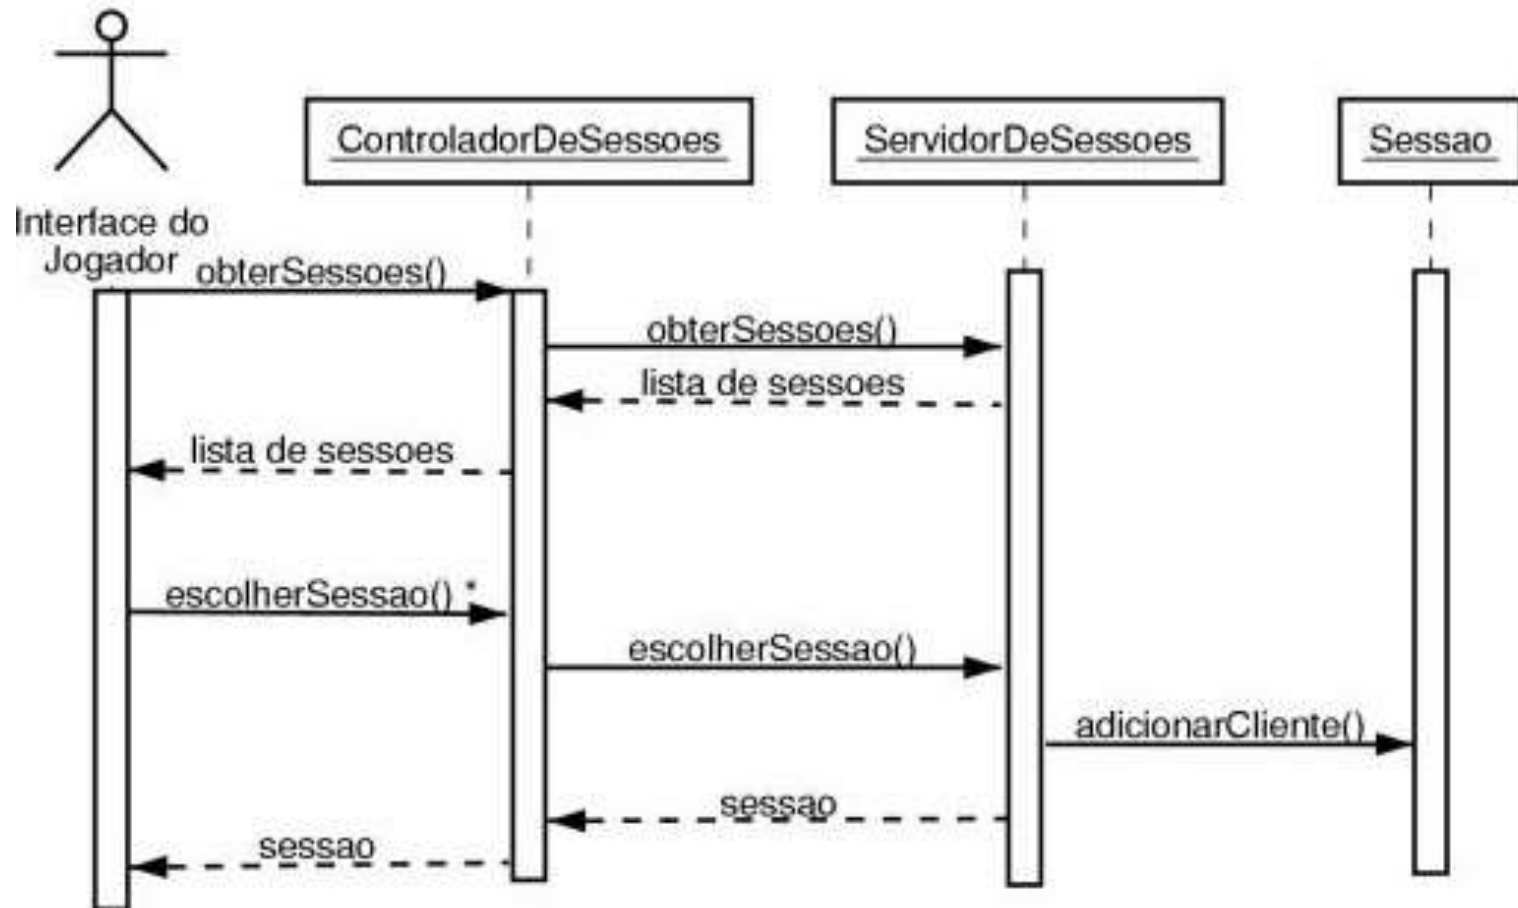 ControladorDeSessoes
ServidorDeSessoes
Sessao
Interface do
Jogador
obterSessoes()
obterSessoes()
lista de sessoes
lista de sessoes
escolherSessao() *
escolherSessao()
adicionarCliente()
sessao
sessao